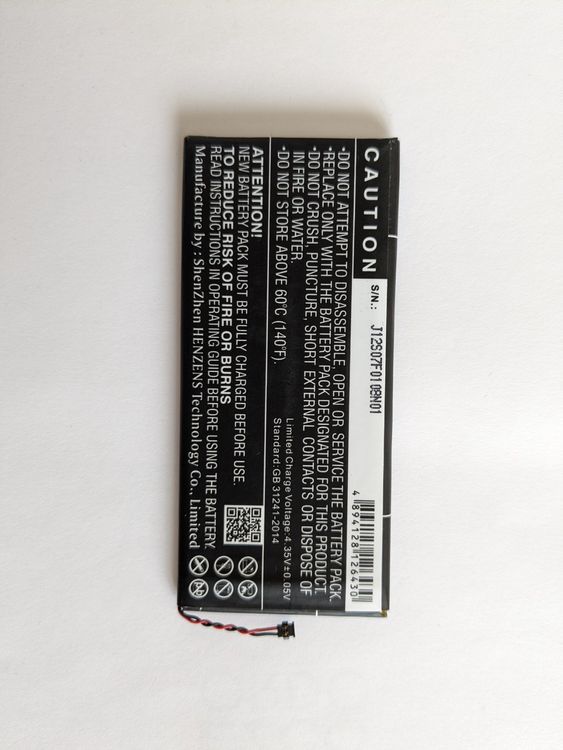 CAUTION
S/N.: J12S07F010BN01
4 894128 126430
•DO NOT ATTEMPT TO DISASSEMBLE, OPEN OR SERVICE THE BATTERY PACK.
•REPLACE ONLY WITH THE BATTERY PACK DESIGNATED FOR THIS PRODUCT.
•DO NOT CRUSH, PUNCTURE, SHORT EXTERNAL CONTACTS OR DISPOSE OF
IN FIRE OR WATER.
•DO NOT STORE ABOVE 60℃ (140℉).
Limited Charge Voltage:4.35V±0.05V
Standard:GB31241-2014
ATTENTION!
NEW BATTERY PACK MUST BE FULLY CHARGED BEFORE USE.
TO REDUCE RISK OF FIRE OR BURNS
READ INSTRUCTIONS IN OPERATING GUIDE BEFORE USING THE BATTERY.
Manufacture by : ShenZhen HENZENS Technology Co., Limited